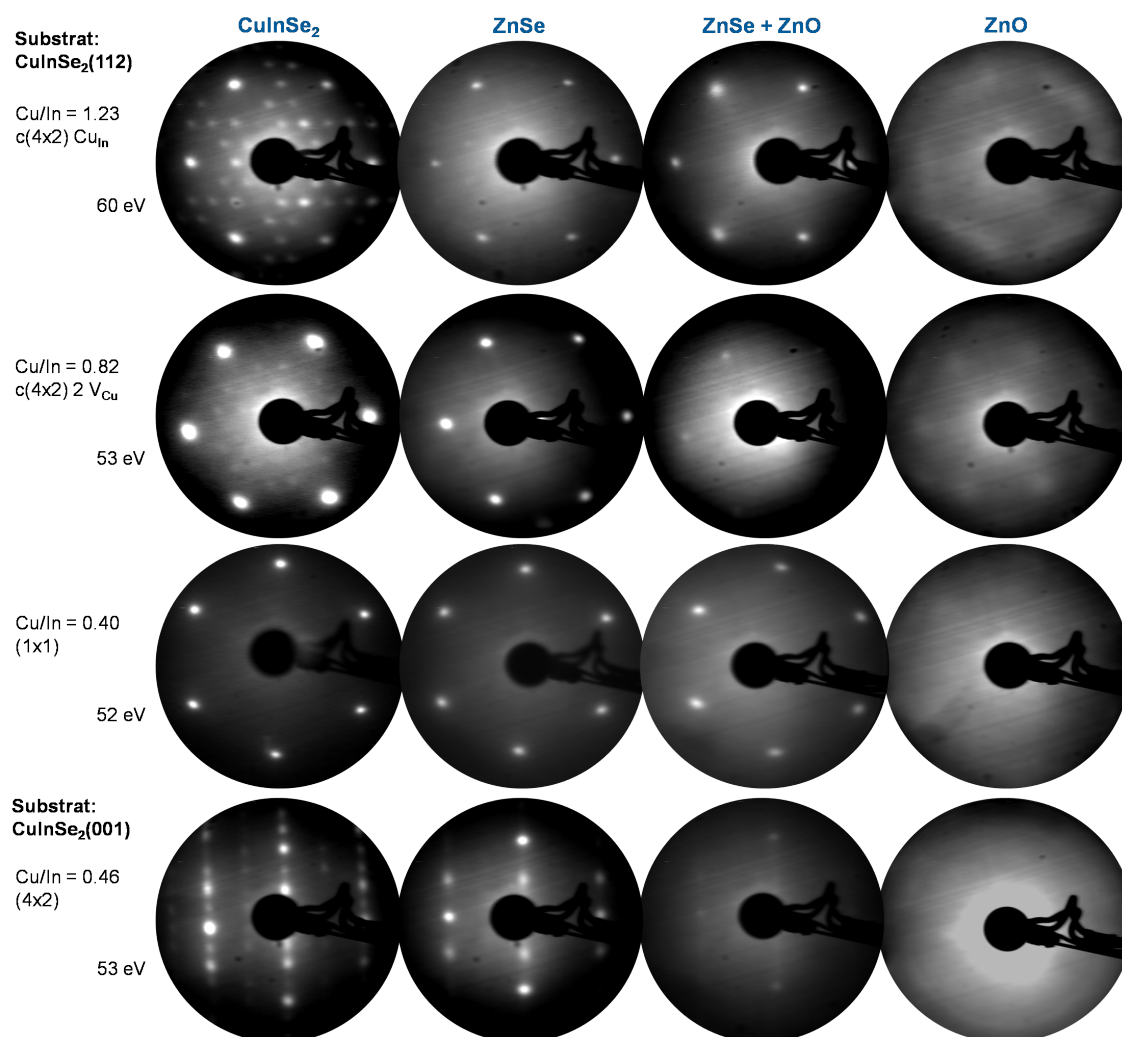 CuInSe₂ ZnSe ZnSe + ZnO ZnO
Substrat:
CuInSe₂(112)
Cu/In = 1.23
c(4x2) Cu_In
60 eV
Cu/In = 0.82
c(4x2) 2 V_Cu
53 eV
Cu/In = 0.40
(1x1)
52 eV
Substrat:
CuInSe₂(001)
Cu/In = 0.46
(4x2)
53 eV